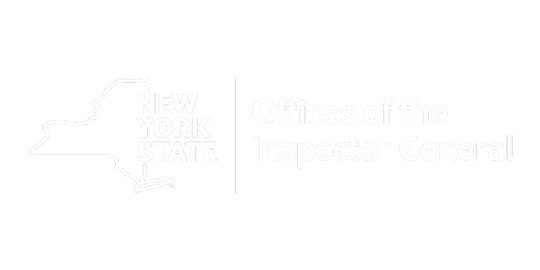 NEW
YORK
STATE
Offices of the
Inspector General